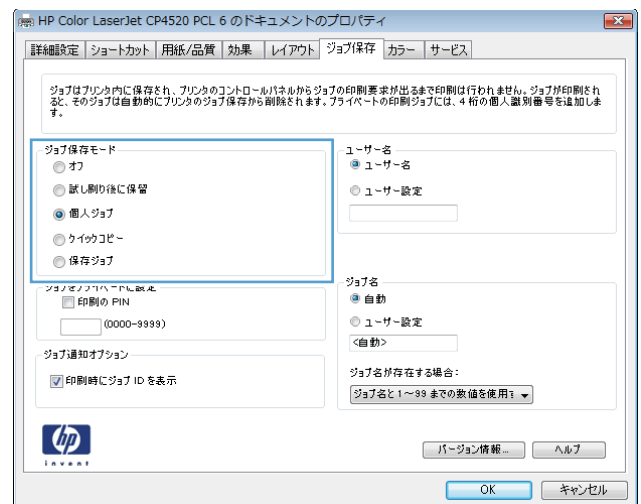 HP Color LaserJet CP4520 PCL 6 のドキュメントのプロパティ
詳細設定 ショートカット 用紙/品質 効果 レイアウト ジョブ保存 カラー サービス
ジョブはプリンタ内に保存され、プリンタのコントロールパネルからジョブの印刷要求が出るまで印刷は行われません。ジョブが印刷され
ると、そのジョブは自動的にプリンタのジョブ保存から削除されます。プライベートの印刷ジョブには、4 桁の個人識別番号を追加しま
す。
ジョブ保存モード
オフ
試し刷り後に保留
個人ジョブ
クイックコピー
保存ジョブ
ユーザー名
ユーザー名
ユーザー設定
ジョブをプライベートに設定
印刷の PIN
(0000-9999)
ジョブ通知オプション
印刷時にジョブ ID を表示
ジョブ名
自動
ユーザー設定
<自動>
ジョブ名が存在する場合:
ジョブ名と1～99 までの数値を使用す
hp
invent
バージョン情報...
ヘルプ
OK
キャンセル